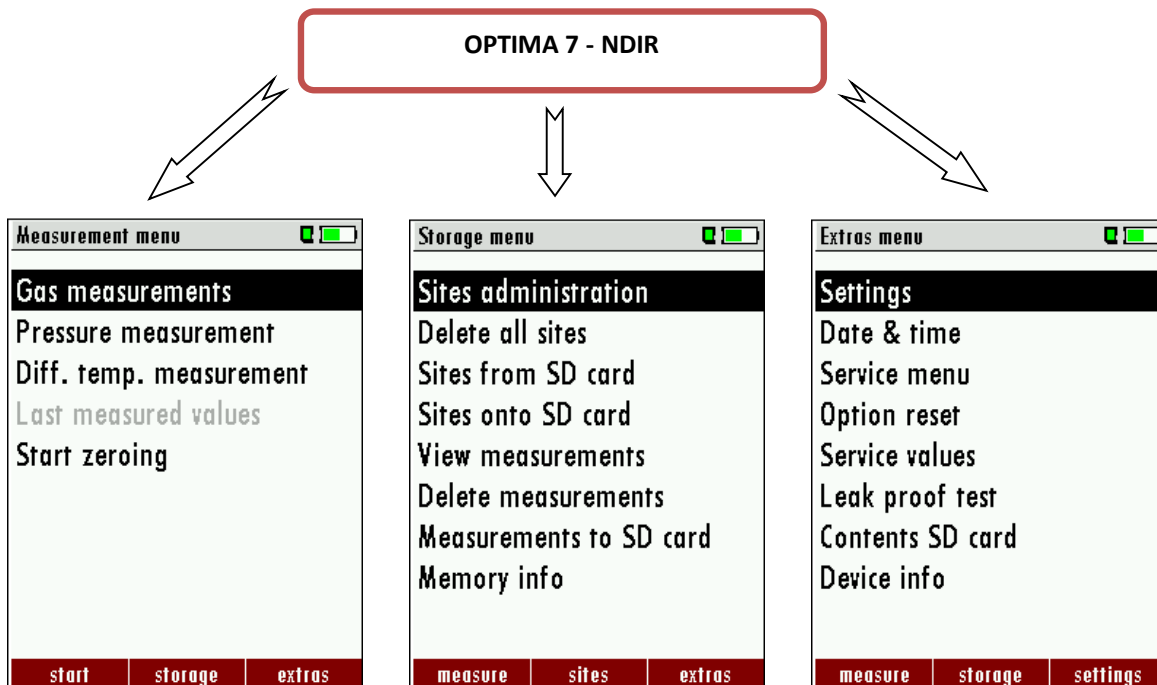 OPTIMA 7 - NDIR
Measurement menu
Gas measurements
Pressure measurement
Diff. temp. measurement
Last measured values
Start zeroing
start storage extras
Storage menu
Sites administration
Delete all sites
Sites from SD card
Sites onto SD card
View measurements
Delete measurements
Measurements to SD card
Memory info
measure sites extras
Extras menu
Settings
Date & time
Service menu
Option reset
Service values
Leak proof test
Contents SD card
Device info
measure storage settings